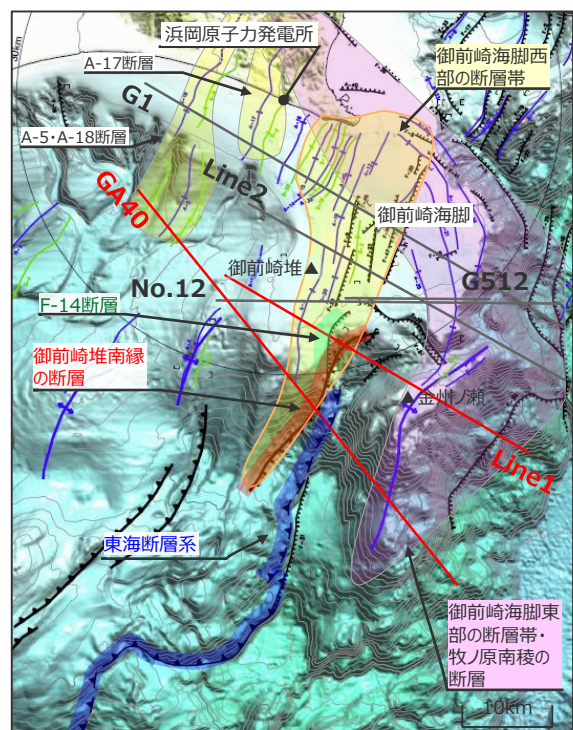 浜岡原子力発電所
A-17断層
御前崎海脚西
部の断層帯
30km
G1
A-5・A-18断層
Line2
GA40
御前崎海脚
御前崎堆
G512
No.12
F-14断層
御前崎堆南縁
の断層
金州ノ瀬
Line1
東海断層系
御前崎海脚東
部の断層帯・
牧ノ原南稜の
断層
10km